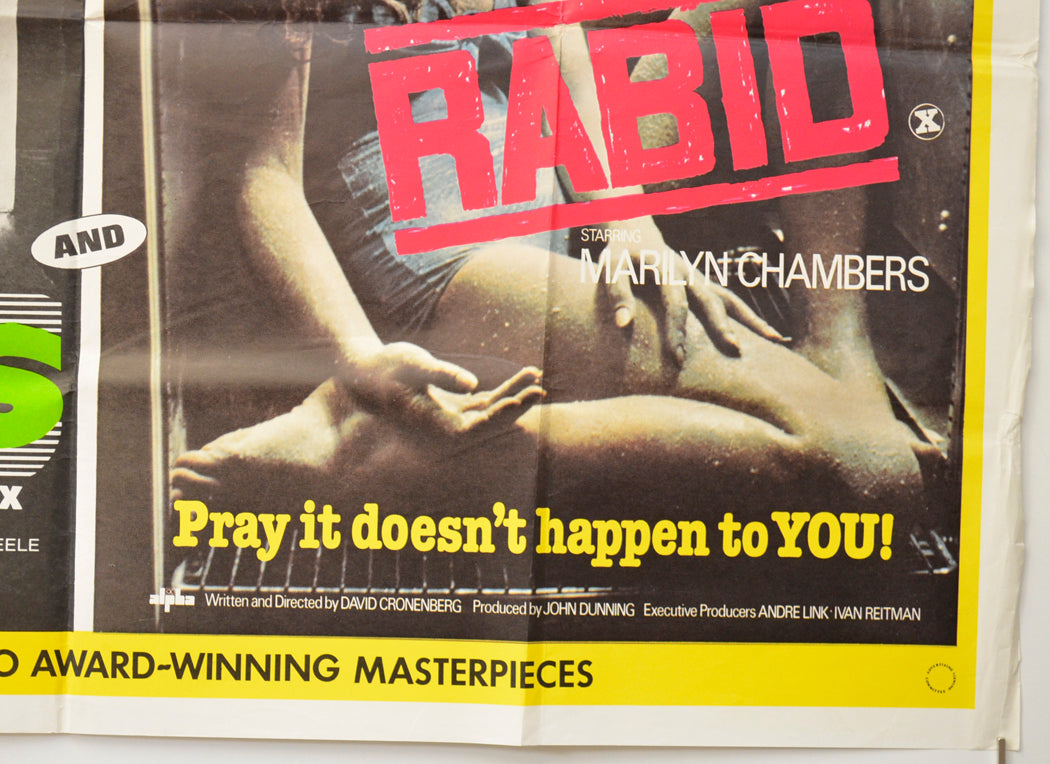 RABID
X
AND
STARRING
MARILYN CHAMBERS
S
X
EELE
Pray it doesn't happen to YOU!
alpha Written and Directed by DAVID CRONENBERG Produced by JOHN DUNNING Executive Producers ANDRE LINK · IVAN REITMAN
O AWARD-WINNING MASTERPIECES